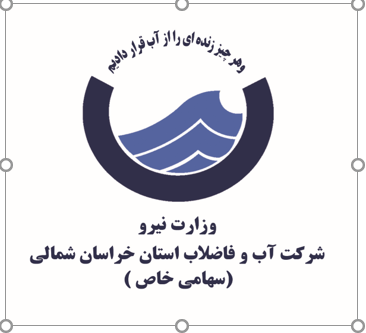 وهر چیز زنده ای را از آب قرار دادیم
وزارت نیرو
شرکت آب و فاضلاب استان خراسان شمالی
(سهامی خاص )